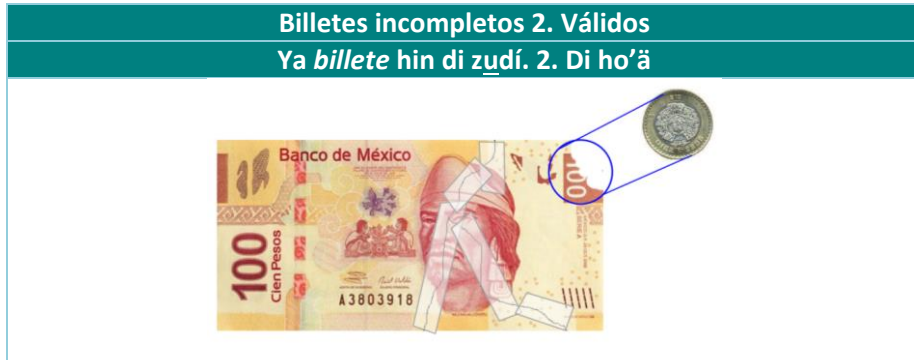 Billetes incompletos 2. Válidos
Ya billete hin di zudí. 2. Di ho’ä
Banco de México
100
100
Cien Pesos
A3803918